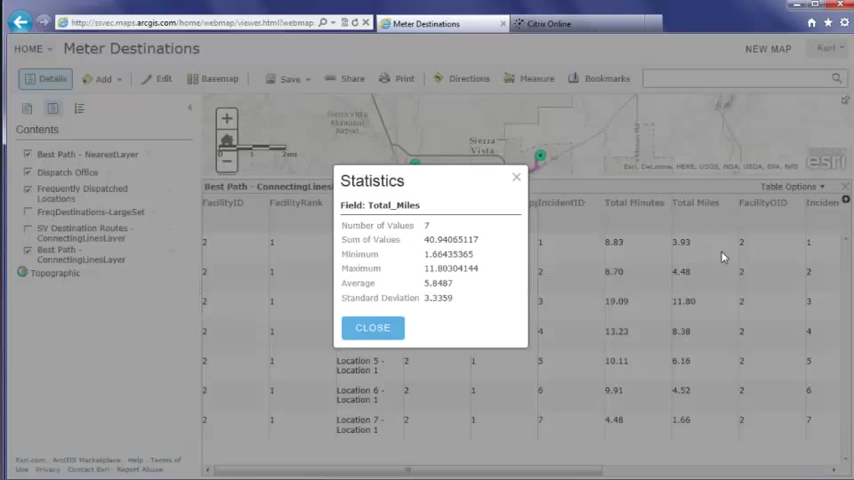 http://ssvec.maps.arcgis.com/home/webmap/viewer.html?webmap
Meter Destinations
Citrix Online
HOME
Meter Destinations
NEW MAP
Kurt
Details
Add
Edit
Basemap
Save
Share
Print
Directions
Measure
Bookmarks
Contents
Best Path - NearestLayer
Dispatch Office
Frequently Dispatched
Locations
FreqDestinations-LargeSet
SV Destination Routes -
ConnectingLinesLayer
Best Path -
ConnectingLinesLayer
Topographic
Esri.com
ArcGIS Marketplace
Help
Terms of
Use
Privacy
Contact Esri
Report Abuse
Sierra Vista
Municipal
Airport
Sierra
Vista
0
1
2mi
esri
Best Path - ConnectingLines
Table Options
FacilityID FacilityRank IncidentID Total Minutes Total Miles FacilityOID Inciden
2 1 1 8.83 3.93 2 1
2 1 2 8.70 4.48 2 2
2 1 3 19.09 11.80 2 3
2 1 4 13.23 8.38 2 4
2 1 Location 5 - 2 1 5 10.11 6.16 2 5
Location 1
2 1 Location 6 - 2 1 6 9.91 4.52 2 6
Location 1
2 1 Location 7 - 2 1 7 4.48 1.66 2 7
Location 1
Statistics
Field: Total_Miles
Number of Values 7
Sum of Values 40.94065117
Minimum 1.66435365
Maximum 11.80304144
Average 5.8487
Standard Deviation 3.3359
CLOSE